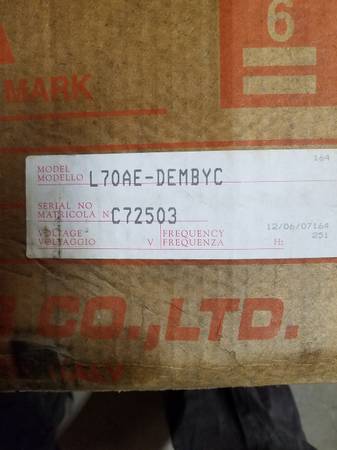 A
MARK
6
164
MODEL
MODELLO L70AE-DEMBYC
SERIAL NO
MATRICOLA N° C72503
VOLTAGE FREQUENCY 12/06/07164
VOLTAGGIO V FREQUENZA Hz 251
CO.,LTD.